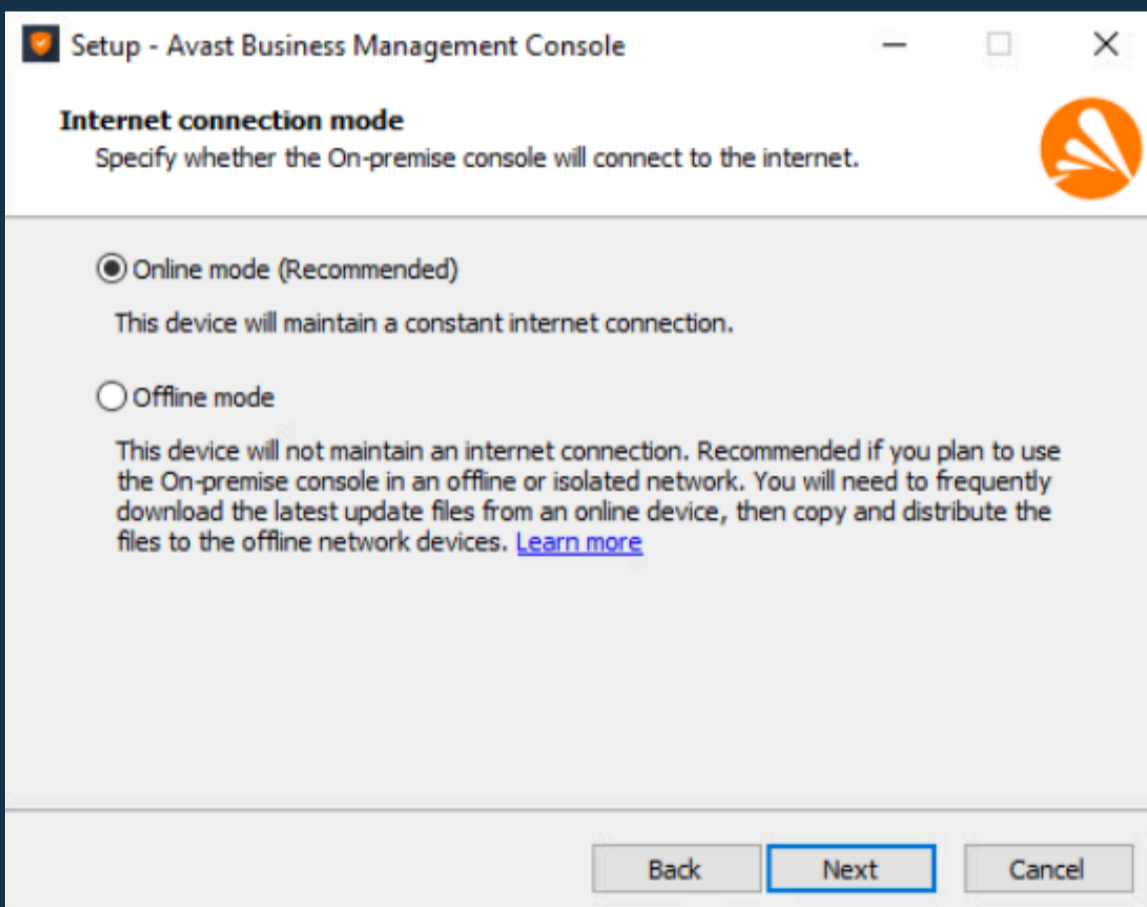 Setup - Avast Business Management Console
Internet connection mode
Specify whether the On-premise console will connect to the internet.
Online mode (Recommended)
This device will maintain a constant internet connection.
Offline mode
This device will not maintain an internet connection. Recommended if you plan to use
the On-premise console in an offline or isolated network. You will need to frequently
download the latest update files from an online device, then copy and distribute the
files to the offline network devices. Learn more
Back Next Cancel